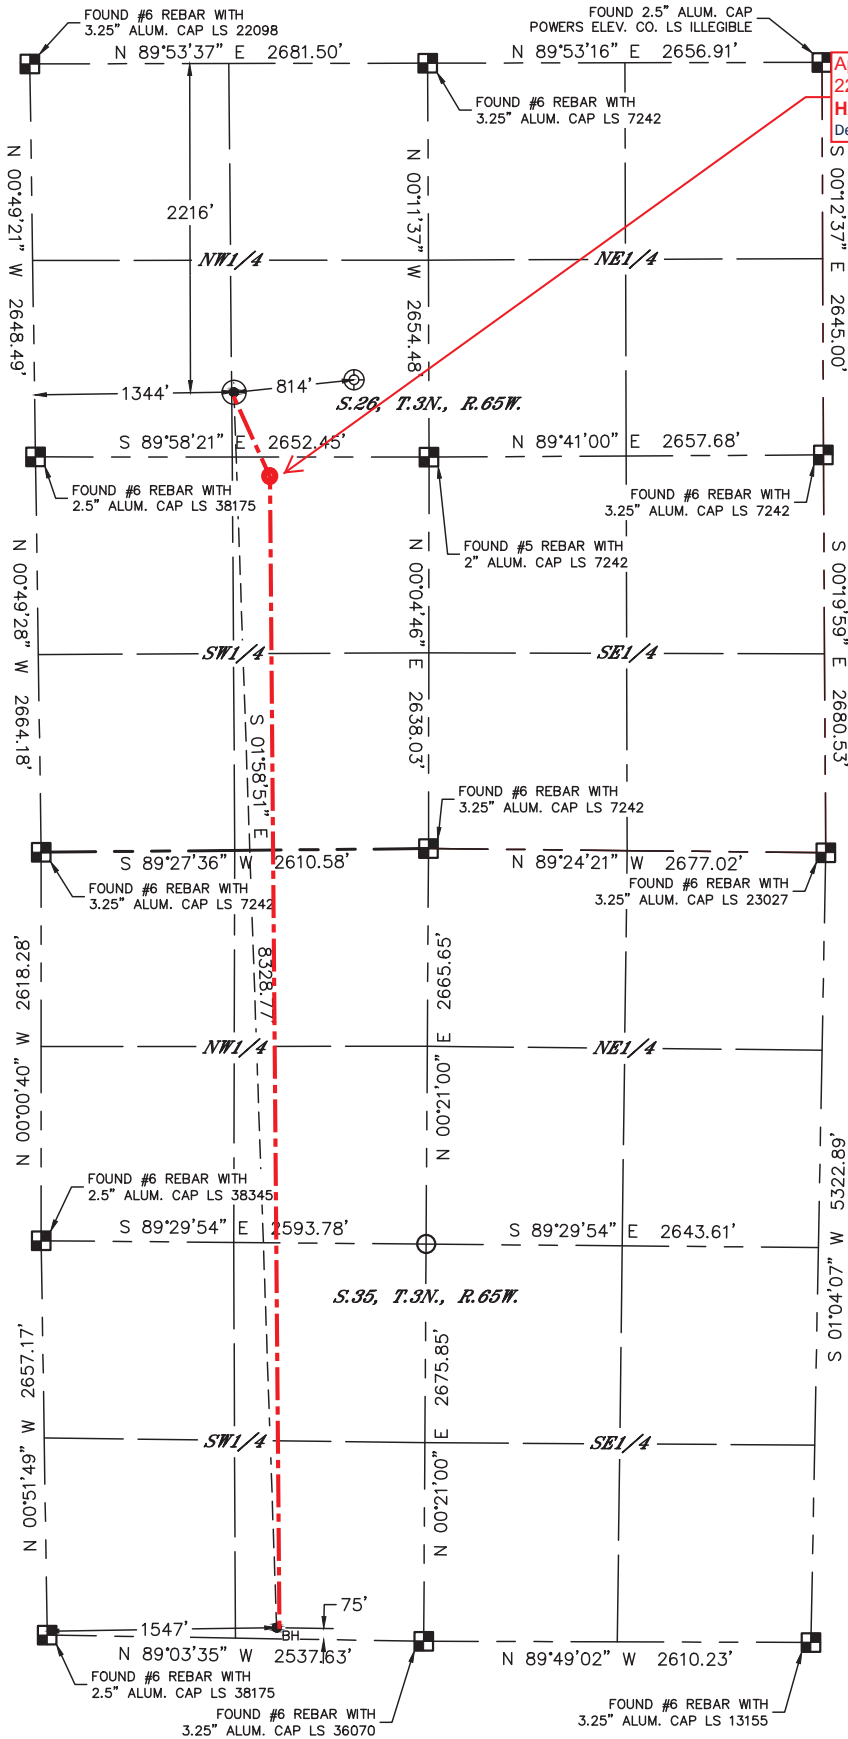 FOUND #6 REBAR WITH
3.25" ALUM. CAP LS 22098
FOUND 2.5" ALUM. CAP
POWERS ELEV. CO. LS ILLEGIBLE
N 89°53'37" E 2681.50'
N 89°53'16" E 2656.91'
FOUND #6 REBAR WITH
3.25" ALUM. CAP LS 7242
N 00°49'21" W 2648.49'
2216'
N 00°11'37" W 2654.48'
S 00°12'37" E 2645.00'
NW1/4
NE1/4
1344'
814'
S.26, T.3N., R.65W.
S 89°58'21" E 2652.45'
N 89°41'00" E 2657.68'
FOUND #6 REBAR WITH
2.5" ALUM. CAP LS 38175
FOUND #6 REBAR WITH
3.25" ALUM. CAP LS 7242
FOUND #5 REBAR WITH
2" ALUM. CAP LS 7242
N 00°49'28" W 2664.18'
N 00°04'46" E 2638.03'
S 00°19'59" E 2680.53'
SW1/4
SE1/4
S 01°58'51" E
8328.77'
FOUND #6 REBAR WITH
3.25" ALUM. CAP LS 7242
S 89°27'36" W 2610.58'
N 89°24'21" W 2677.02'
FOUND #6 REBAR WITH
3.25" ALUM. CAP LS 7242
FOUND #6 REBAR WITH
3.25" ALUM. CAP LS 23027
N 00°00'40" W 2618.28'
N 00°21'00" E 2665.65'
NW1/4
NE1/4
S 01°04'07" W 5322.89'
FOUND #6 REBAR WITH
2.5" ALUM. CAP LS 38345
S 89°29'54" E 2593.78'
S 89°29'54" E 2643.61'
S.35, T.3N., R.65W.
N 00°51'49" W 2657.17'
N 00°21'00" E 2675.85'
SW1/4
SE1/4
75'
1547'
BH
N 89°03'35" W 2537.63'
N 89°49'02" W 2610.23'
FOUND #6 REBAR WITH
2.5" ALUM. CAP LS 38175
FOUND #6 REBAR WITH
3.25" ALUM. CAP LS 36070
FOUND #6 REBAR WITH
3.25" ALUM. CAP LS 13155